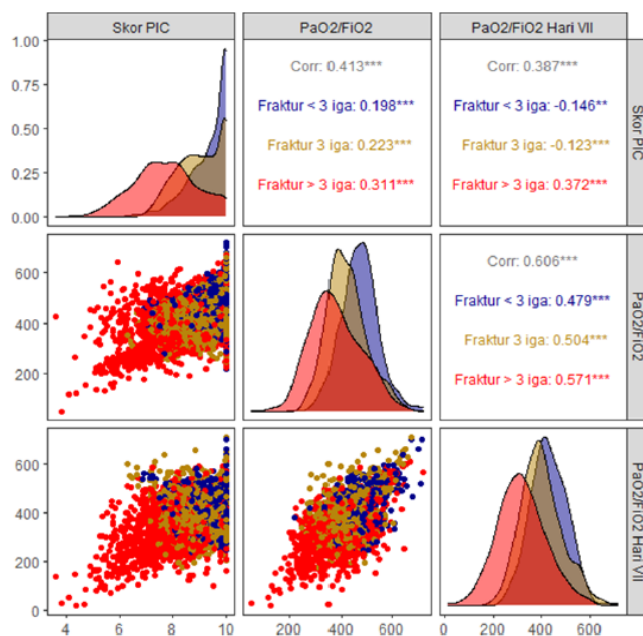 Skor PIC
PaO2/FiO2
PaO2/FiO2 Hari VII
1.00
0.75
0.50
0.25
0.00
Corr: 0.413***
Fraktur < 3 iga: 0.198***
Fraktur 3 iga: 0.223***
Fraktur > 3 iga: 0.311***
Corr: 0.387***
Fraktur < 3 iga: -0.146**
Fraktur 3 iga: -0.123***
Fraktur > 3 iga: 0.372***
Skor PIC
600
400
200
Corr: 0.606***
Fraktur < 3 iga: 0.479***
Fraktur 3 iga: 0.504***
Fraktur > 3 iga: 0.571***
PaO2/FiO2
600
400
200
0
PaO2/FiO2 Hari VII
4
6
8
10
200
400
600
0
200
400
600